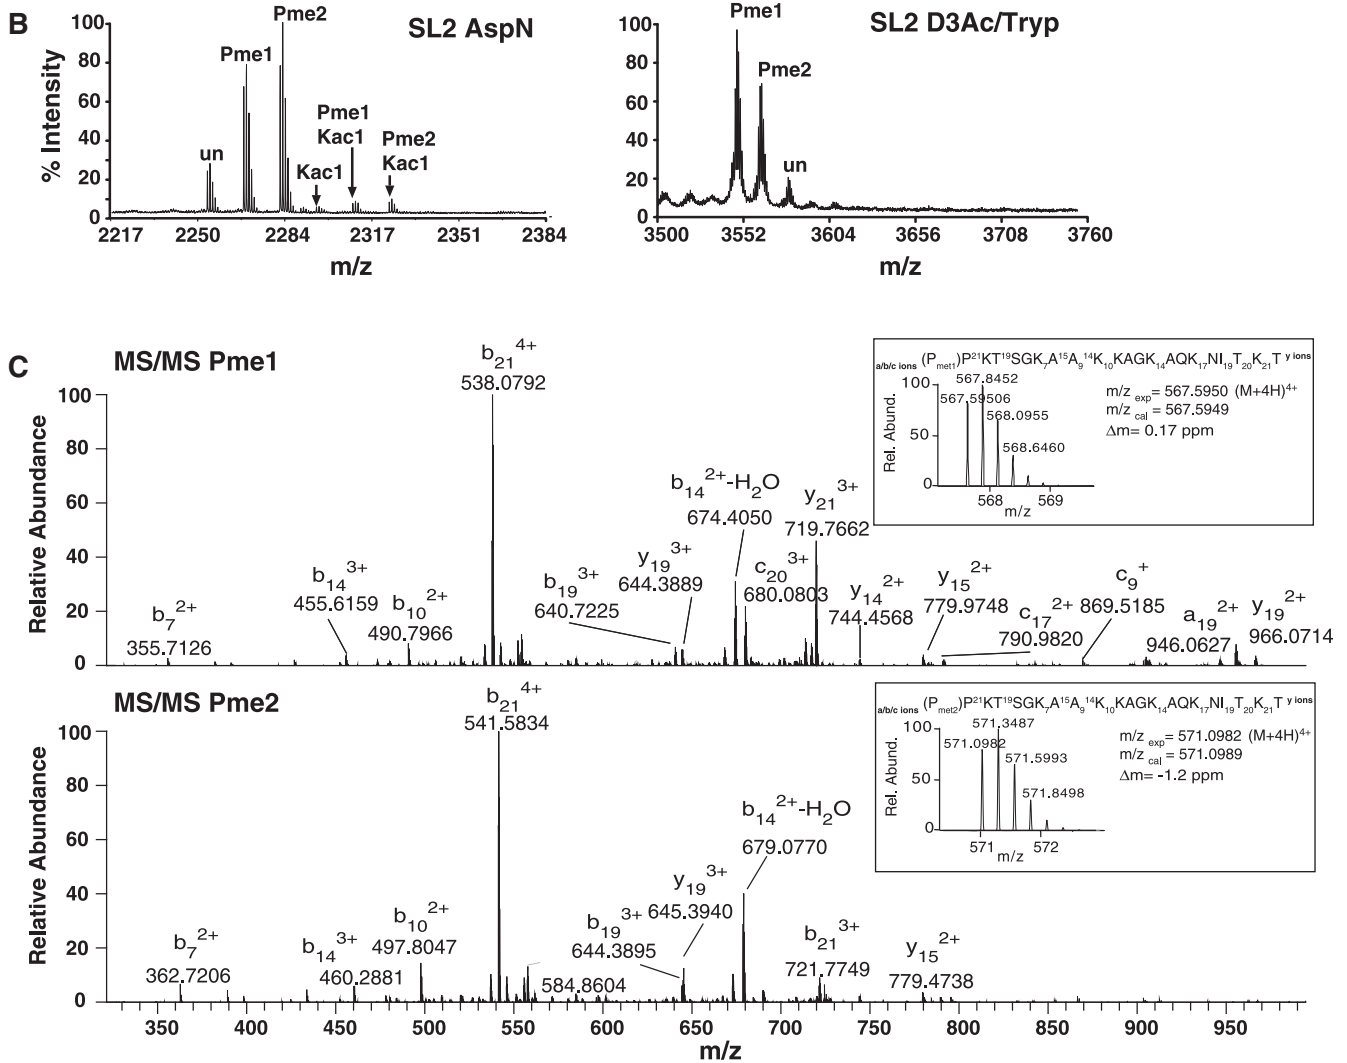 B
SL2 AspN
% Intensity
100
80
60
40
20
0
un
Pme1
Pme2
Kac1
Pme1
Kac1
Pme2
Kac1
2217 2250 2284 2317 2351 2384
m/z
SL2 D3Ac/Tryp
100
80
60
40
20
0
Pme1
Pme2
un
3500 3552 3604 3656 3708 3760
m/z
C
MS/MS Pme1
Relative Abundance
100
80
60
40
20
0
b7 2+
355.7126
b14 3+
455.6159
b10 2+
490.7966
b21 4+
538.0792
b19 3+
640.7225
y19 3+
644.3889
b14 2+-H2O
674.4050
c20 3+
680.0803
y21 3+
719.7662
y14 2+
744.4568
y15 2+
779.9748
c17 2+
790.9820
c9 +
869.5185
a19 2+
946.0627
y19 2+
966.0714
a/b/c ions (Pmet1)P21KT19SGK7A15A9 14K10KAGK14AQK17NI19T20K21T y ions
Rel. Abund.
100
50
0
567.8452
567.59506
568.0955
568.6460
568 569
m/z
m/z exp= 567.5950 (M+4H)4+
m/z cal = 567.5949
Δm= 0.17 ppm
MS/MS Pme2
Relative Abundance
100
80
60
40
20
0
b7 2+
362.7206
b14 3+
460.2881
b10 2+
497.8047
b21 4+
541.5834
584.8604
b19 3+
644.3895
y19 3+
645.3940
b14 2+-H2O
679.0770
b21 3+
721.7749
y15 2+
779.4738
a/b/c ions (Pmet2)P21KT19SGK7A15A9 14K10KAGK14AQK17NI19T20K21T y ions
Rel. Abund.
100
50
0
571.3487
571.0982
571.5993
571.8498
571 572
m/z
m/z exp= 571.0982 (M+4H)4+
m/z cal = 571.0989
Δm= -1.2 ppm
350 400 450 500 550 600 650 700 750 800 850 900 950
m/z